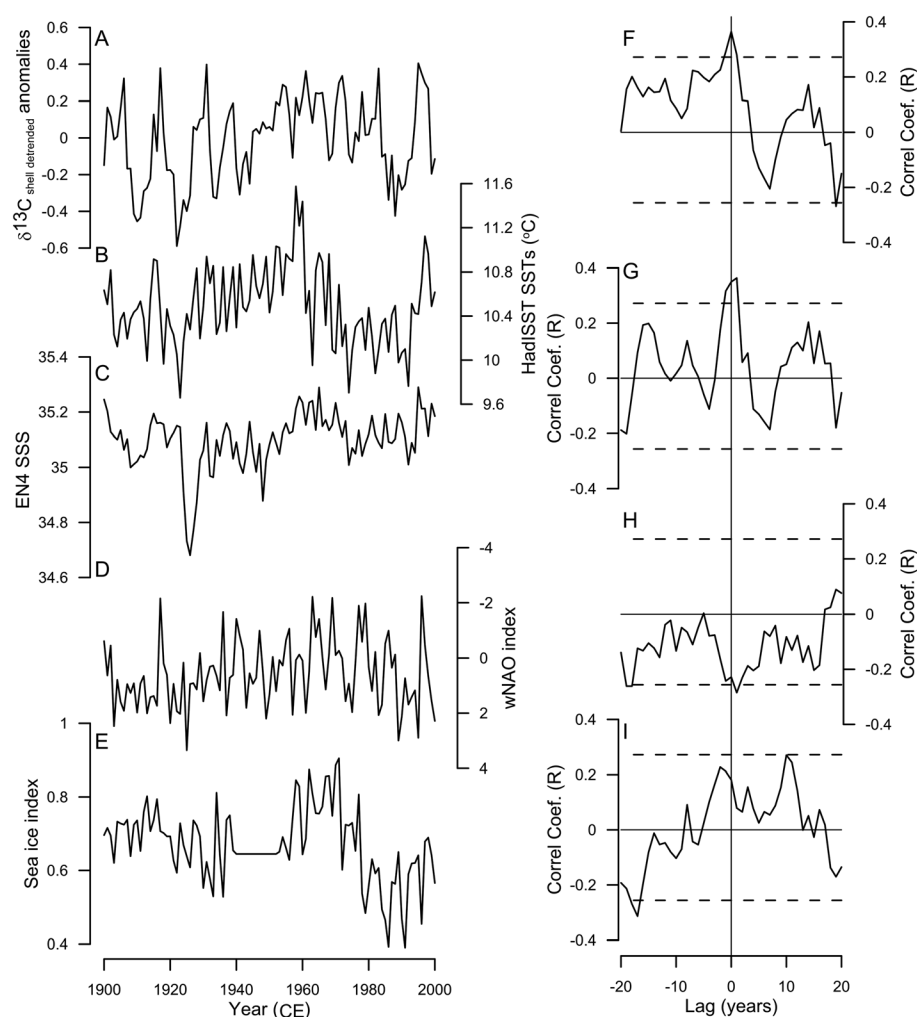 0.6
0.4
0.2
0
-0.2
-0.4
-0.6
δ13C shell detrended anomalies
A
11.6
11.2
10.8
10.4
10
9.6
HadISST SSTs (oC)
B
35.4
35.2
35
34.8
34.6
EN4 SSS
C
-4
-2
0
2
4
wNAO index
D
1
0.8
0.6
0.4
Sea ice index
E
1900 1920 1940 1960 1980 2000
Year (CE)
F
0.4
0.2
0
-0.2
-0.4
Correl Coef. (R)
G
0.4
0.2
0
-0.2
-0.4
Correl Coef. (R)
H
0.4
0.2
0
-0.2
-0.4
Correl Coef. (R)
I
0.4
0.2
0
-0.2
-0.4
Correl Coef. (R)
-20 -10 0 10 20
Lag (years)